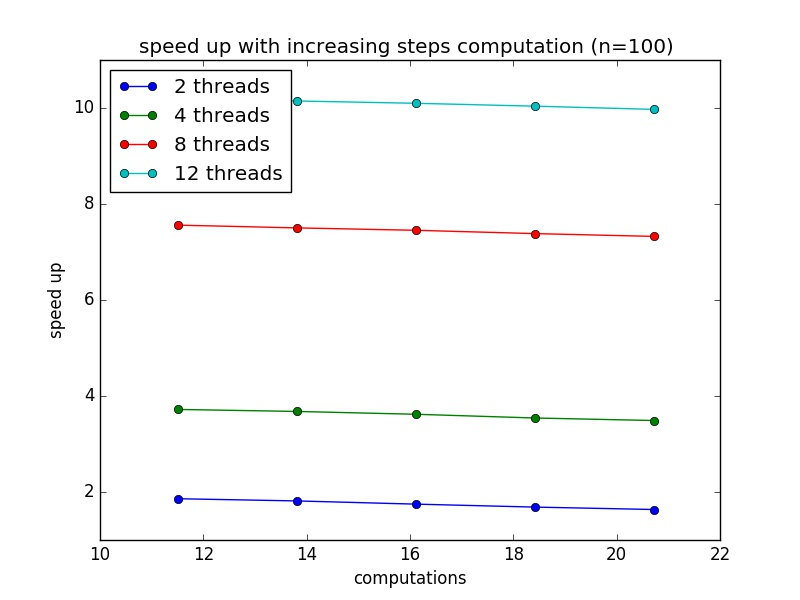 speed up with increasing steps computation (n=100)
2 threads
4 threads
8 threads
12 threads
10
8
6
4
2
speed up
10 12 14 16 18 20 22
computations